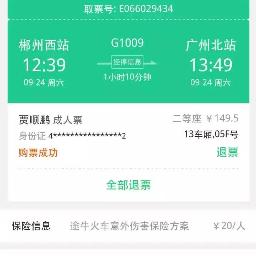 取票号: E066029434
郴州西站 G1009 广州北站
12:39 经停信息 13:49
09·24 周六 1小时10分钟 09·24 周六
贾顺鹏 成人票 二等座 ￥149.5
身份证 4****************2 13车厢,05F号
购票成功 退票
全部退票
保险信息 途牛火车意外伤害保险方案 ￥20/人